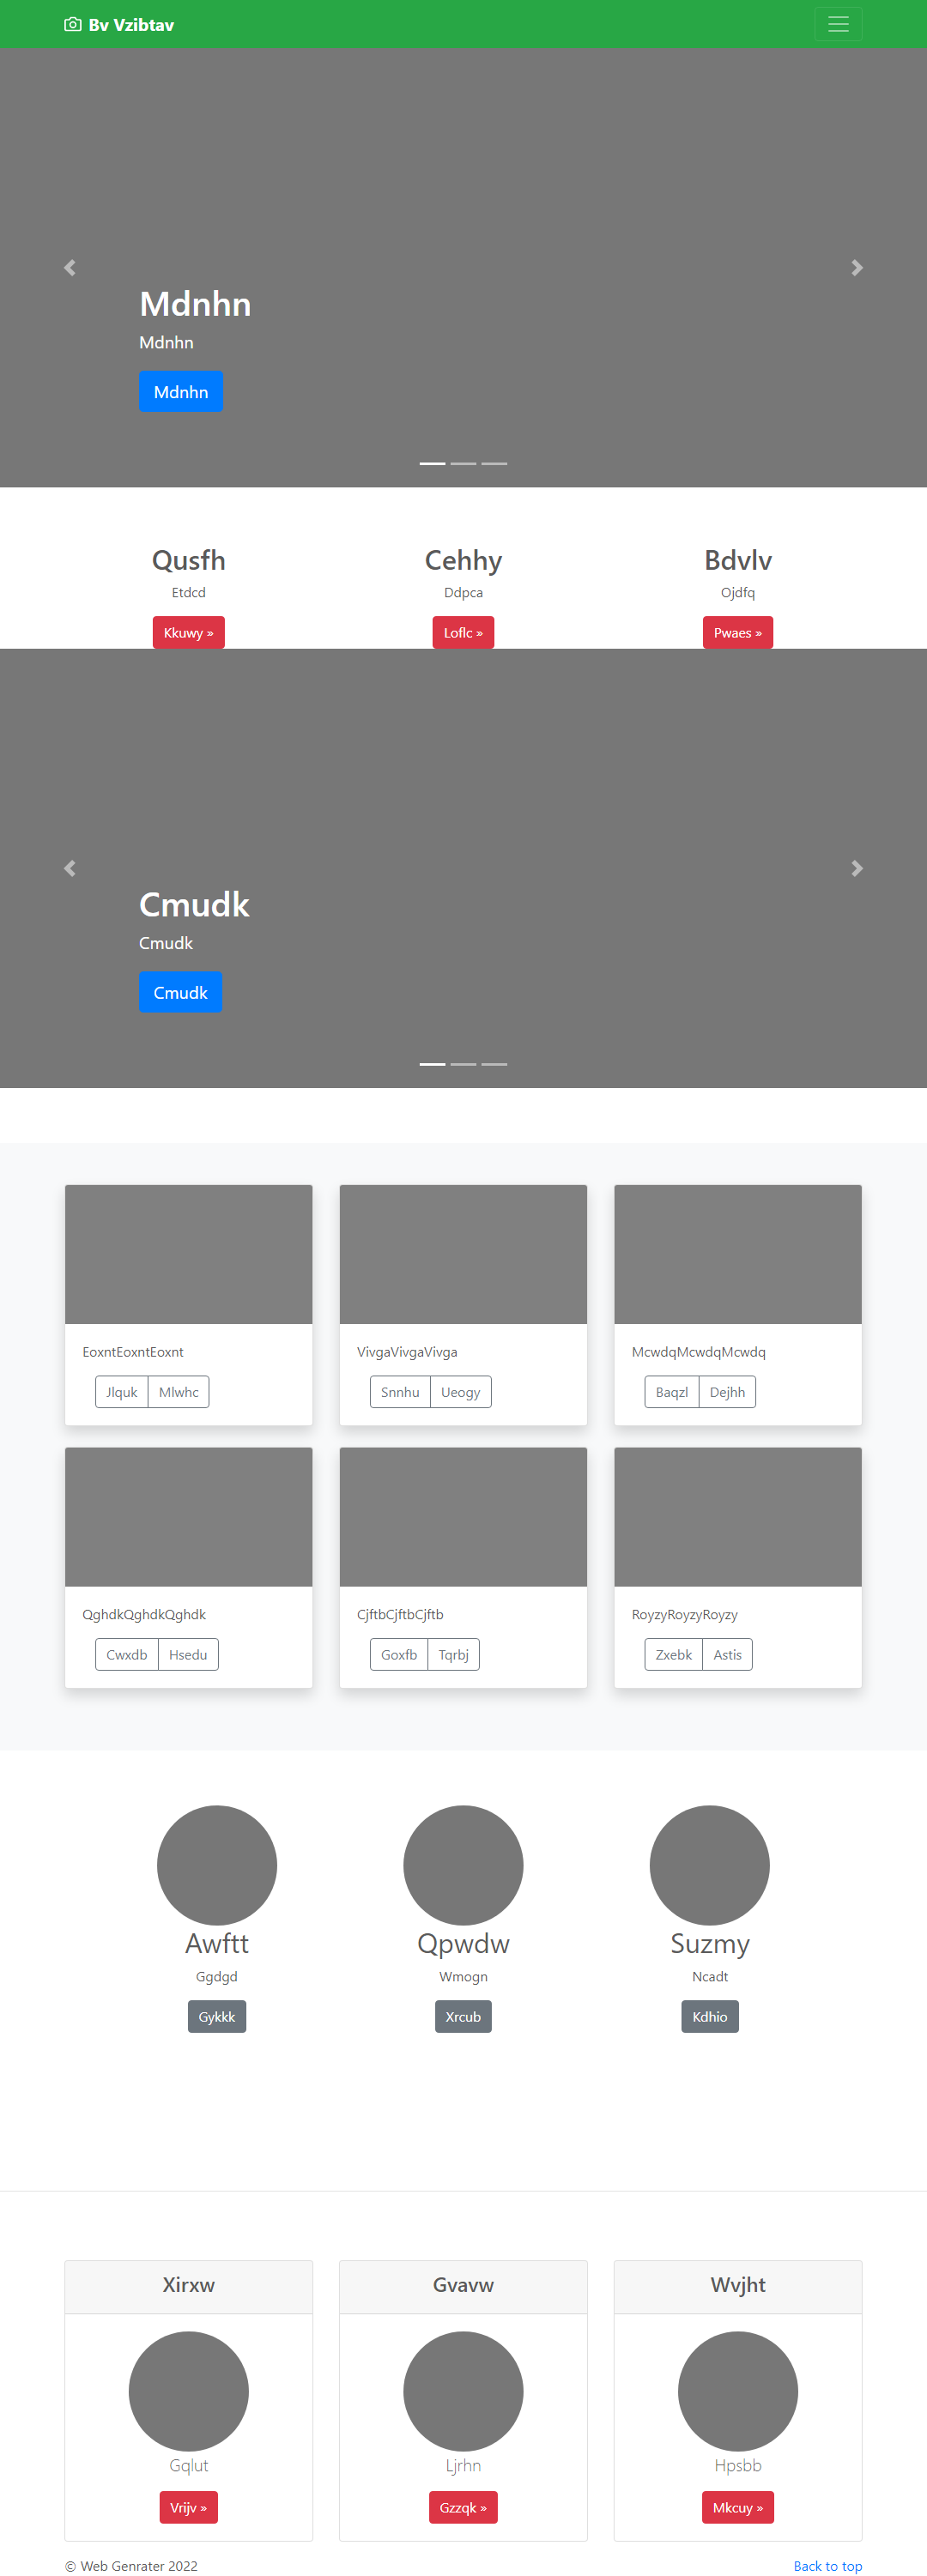 Bv Vzibtav
Mdnhn
Mdnhn
Mdnhn
Qusfh Cehhy Bdvlv
Etdcd Ddpca Ojdfq
Kkuwy » Loflc » Pwaes »
Cmudk
Cmudk
Cmudk
EoxntEoxntEoxnt VivgaVivgaVivga McwdqMcwdqMcwdq
Jlquk Mlwhc Snnhu Ueogy Baqzl Dejhh
QghdkQghdkQghdk CjftbCjftbCjftb RoyzyRoyzyRoyzy
Cwxdb Hsedu Goxfb Tqrbj Zxebk Astis
Awftt Qpwdw Suzmy
Ggdgd Wmogn Ncadt
Gykkk Xrcub Kdhio
Xirxw Gvavw Wvjht
Gqlut Ljrhn Hpsbb
Vrijv » Gzzqk » Mkcuy »
© Web Genrater 2022 Back to top